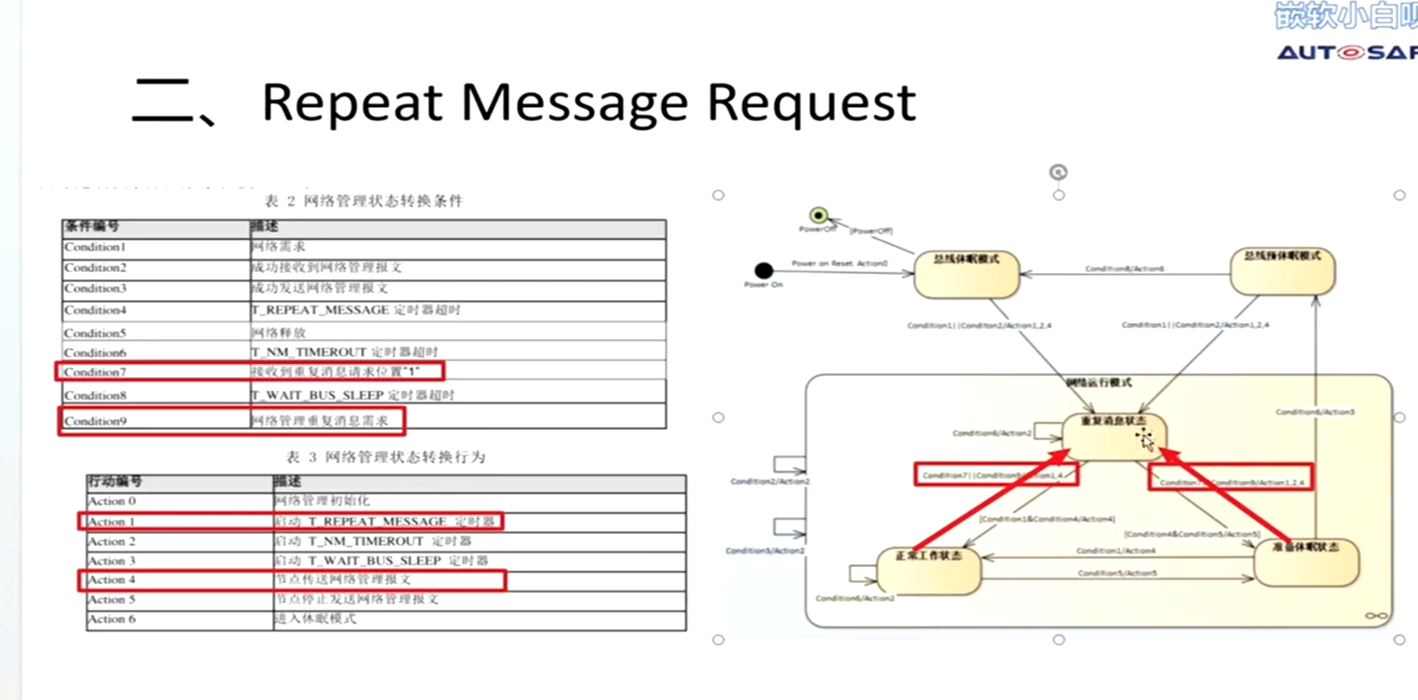 嵌软小白呗
AUTOSAR
二、Repeat Message Request
表 2 网络管理状态转换条件
条件编号 描述
Condition1 网络需求
Condition2 成功接收到网络管理报文
Condition3 成功发送网络管理报文
Condition4 T_REPEAT_MESSAGE 定时器超时
Condition5 网络释放
Condition6 T_NM_TIMEROUT 定时器超时
Condition7 接收到重复消息请求位置“1”
Condition8 T_WAIT_BUS_SLEEP 定时器超时
Condition9 网络管理重复消息需求
表 3 网络管理状态转换行为
行动编号 描述
Action 0 网络管理初始化
Action 1 启动 T_REPEAT_MESSAGE 定时器
Action 2 启动 T_NM_TIMEROUT 定时器
Action 3 启动 T_WAIT_BUS_SLEEP 定时器
Action 4 节点传送网络管理报文
Action 5 节点停止发送网络管理报文
Action 6 进入休眠模式
PowerOff
[PowerOff]
Power on Reset Action0
Power On
总线休眠模式
Condition8/Action6
总线预休眠模式
Condition1||Conditon2/Action1,2,4
Condition1||Condition2/Action1,2,4
网络运行模式
Condition6/Action3
重复消息状态
Condition6/Action2
Condition2/Action2
Condition3/Action2
[Condition1&Condition4/Action4]
[Condition4&Condition5/Action5]
正常工作状态
Condition1/Action4
Condition5/Action5
准备休眠状态
Condition6/Action2